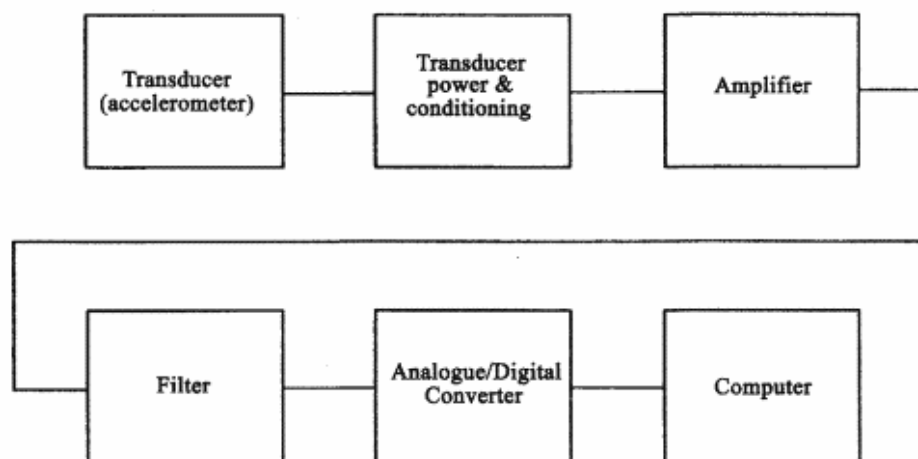 Transducer
(accelerometer)
Transducer
power &
conditioning
Amplifier
Filter
Analogue/Digital
Converter
Computer